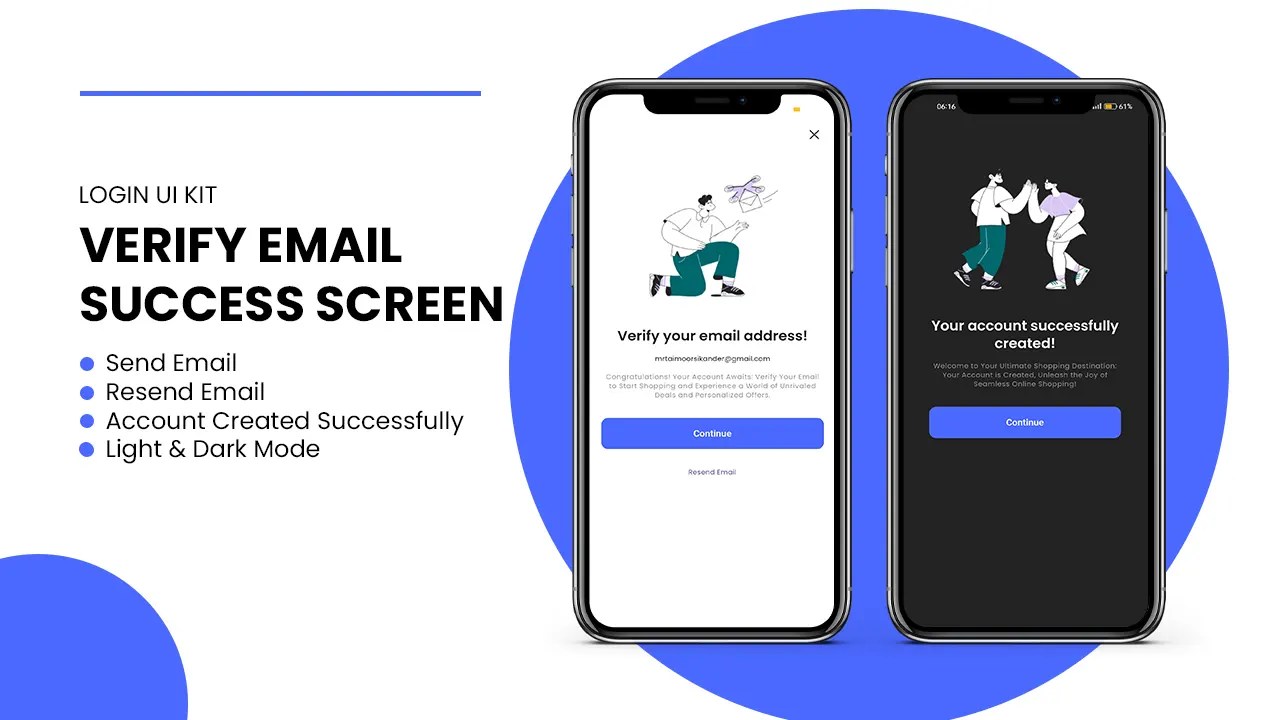 LOGIN UI KIT
VERIFY EMAIL
SUCCESS SCREEN
Send Email
Resend Email
Account Created Successfully
Light & Dark Mode
Verify your email address!
mrtaimoorsikander@gmail.com
Congratulations! Your Account Awaits: Verify Your Email
to Start Shopping and Experience a World of Unrivaled
Deals and Personalized Offers.
Continue
Resend Email
06:16
61%
Your account successfully
created!
Welcome to Your Ultimate Shopping Destination:
Your Account is Created, Unleash the Joy of
Seamless Online Shopping!
Continue